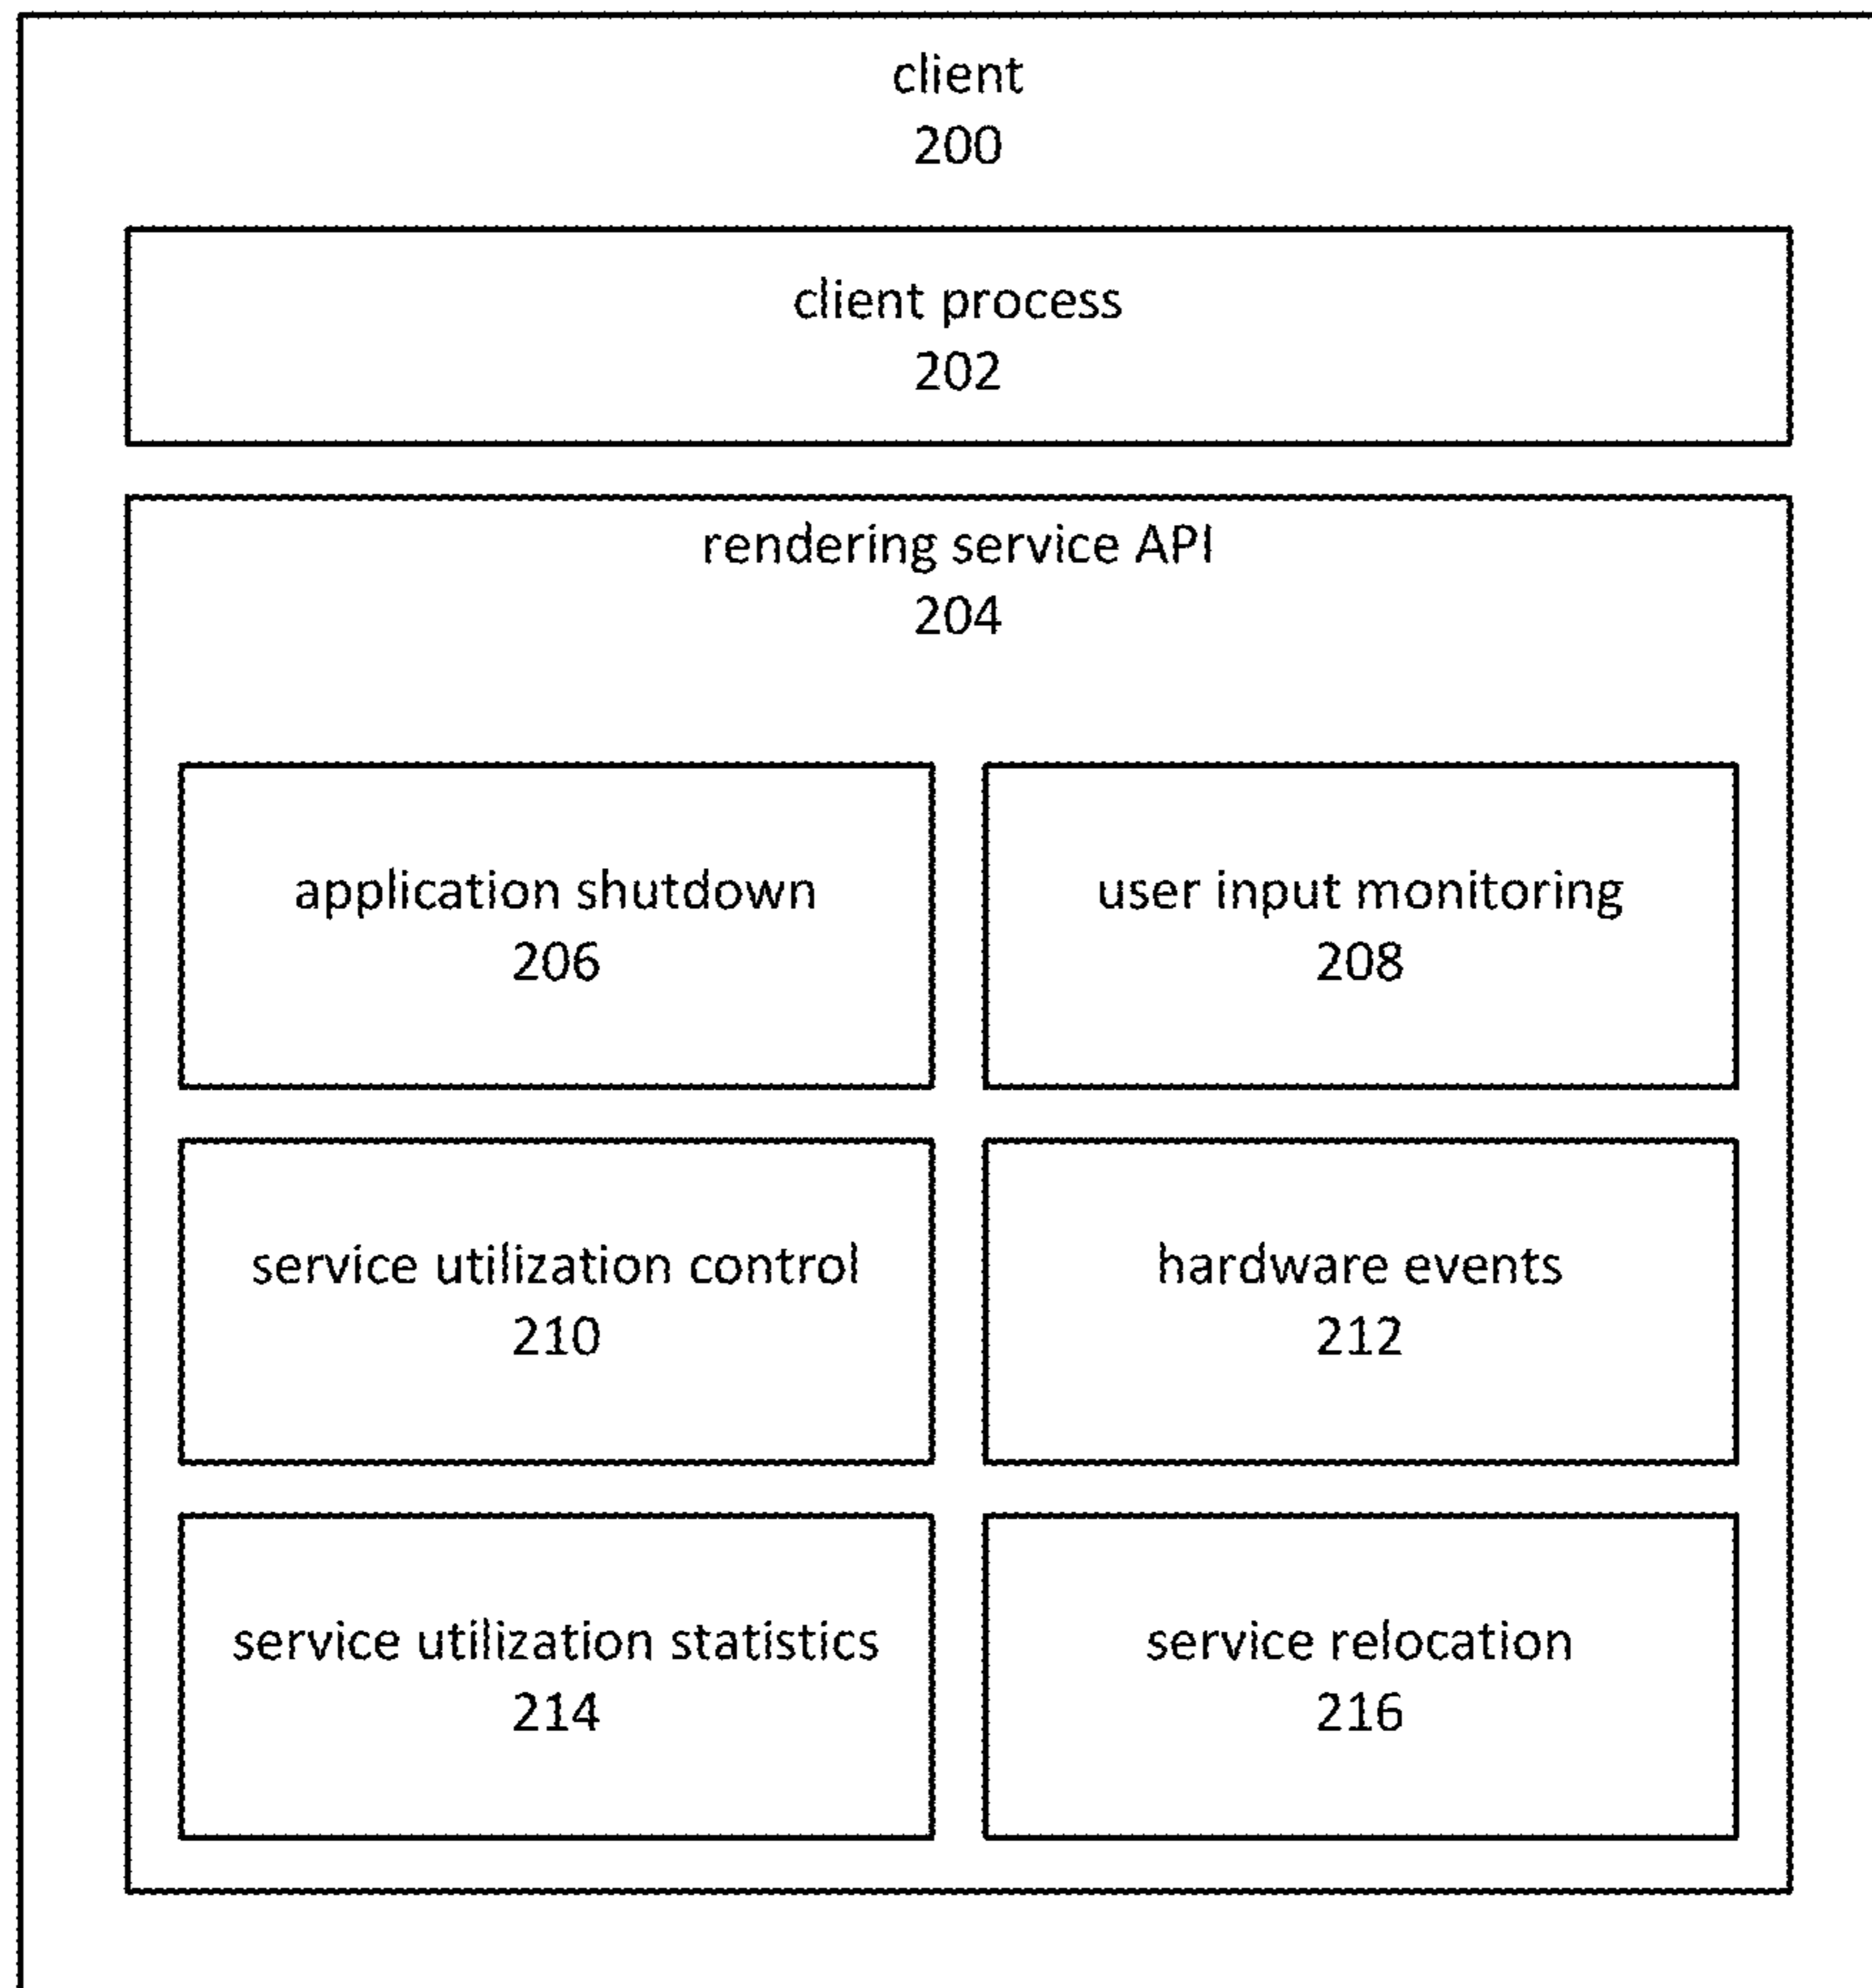 client
200
client process
202
rendering service API
204
application shutdown
206
user input monitoring
208
service utilization control
210
hardware events
212
service utilization statistics
214
service relocation
216